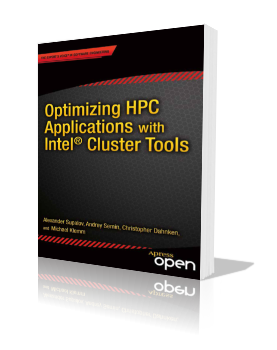 Optimizing HPC
Applications with
Intel® Cluster Tools
Alexander Supalov, Andrey Semin, Christopher Dahnken,
and Michael Klemm
Apress
open